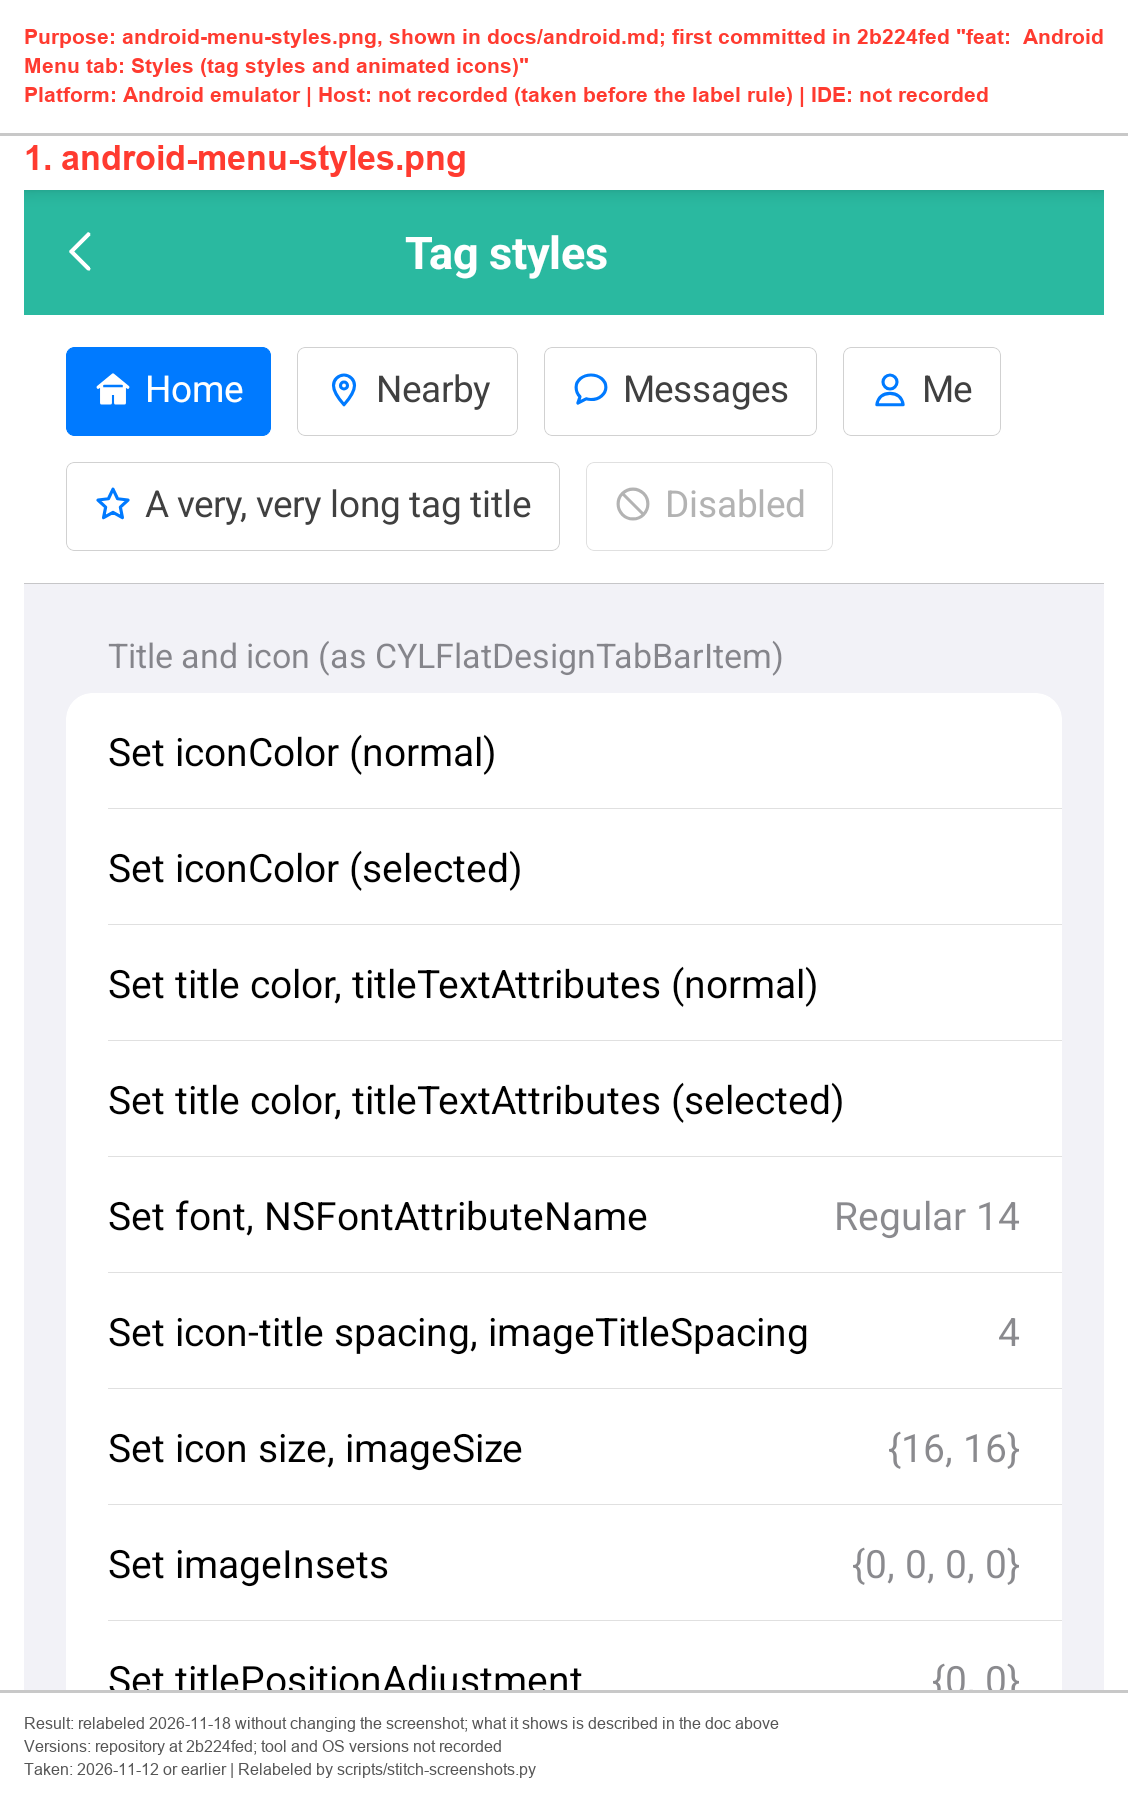 Purpose: android-menu-styles.png, shown in docs/android.md; first committed in 2b224fed "feat:  Android
Menu tab: Styles (tag styles and animated icons)"
Platform: Android emulator | Host: not recorded (taken before the label rule) | IDE: not recorded
1. android-menu-styles.png
Tag styles
Home
Nearby
Messages
Me
A very, very long tag title
Disabled
Title and icon (as CYLFlatDesignTabBarItem)
Set iconColor (normal)
Set iconColor (selected)
Set title color, titleTextAttributes (normal)
Set title color, titleTextAttributes (selected)
Set font, NSFontAttributeName Regular 14
Set icon-title spacing, imageTitleSpacing 4
Set icon size, imageSize {16, 16}
Set imageInsets {0, 0, 0, 0}
Set titlePositionAdjustment {0, 0}
Result: relabeled 2026-11-18 without changing the screenshot; what it shows is described in the doc above
Versions: repository at 2b224fed; tool and OS versions not recorded
Taken: 2026-11-12 or earlier | Relabeled by scripts/stitch-screenshots.py